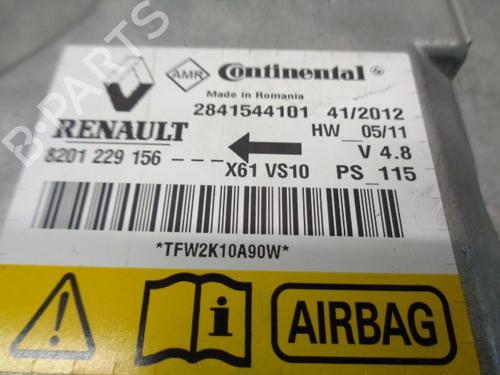 B-PARTS
AMR Continental
Made in Romania
2841544101 41/2012
RENAULT HW_05/11
8201 229 156 - - - - X61 VS10 V 4.8
PS_115
*TFW2K10A90W*
! i AIRBAG